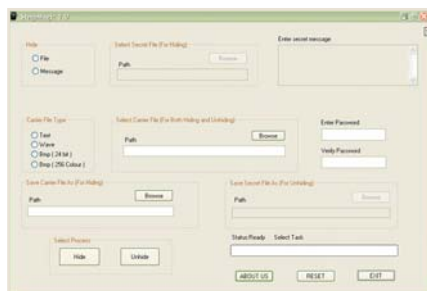 Hide
File
Message
Select Secret File (For Hiding)
Browse
Path
Enter secret message
Carrier File Type
Text
Wave
Bmp ( 24 bit )
Bmp ( 256 Colour )
Select Carrier File (For Both Hiding and Unhiding)
Browse
Path
Enter Password
Verify Password
Save Carrier File As (For Hiding)
Browse
Path
Save Secret File As (For Unhiding)
Browse
Path
Select Process
Hide
Unhide
Status:Ready Select Task.
ABOUT US
RESET
EXIT